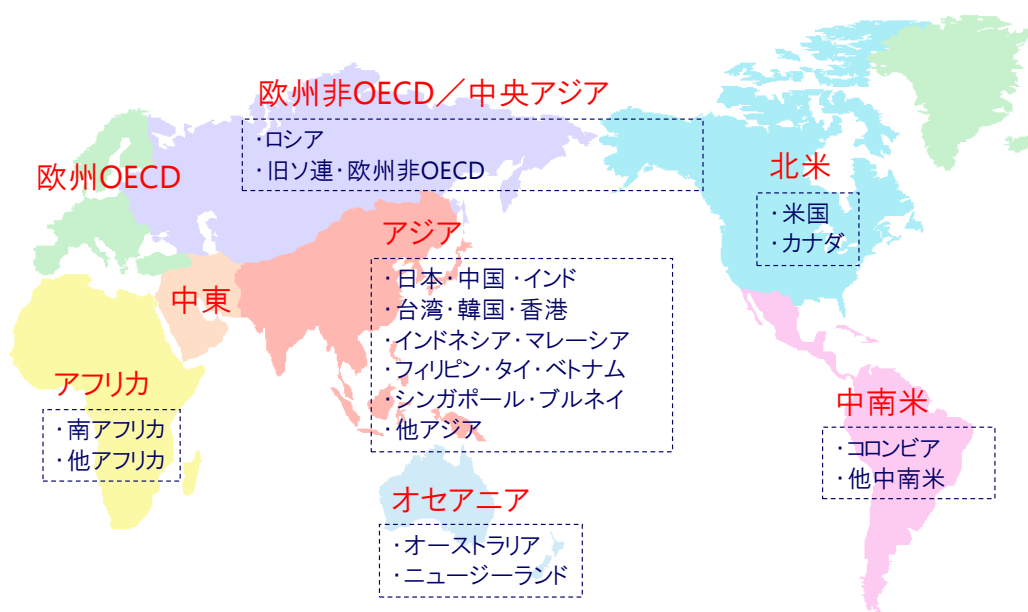 欧州非OECD／中央アジア
・ロシア
・旧ソ連・欧州非OECD
欧州OECD
北米
・米国
・カナダ
アジア
・日本・中国・インド
・台湾・韓国・香港
・インドネシア・マレーシア
・フィリピン・タイ・ベトナム
・シンガポール・ブルネイ
・他アジア
中東
アフリカ
・南アフリカ
・他アフリカ
中南米
・コロンビア
・他中南米
オセアニア
・オーストラリア
・ニュージーランド